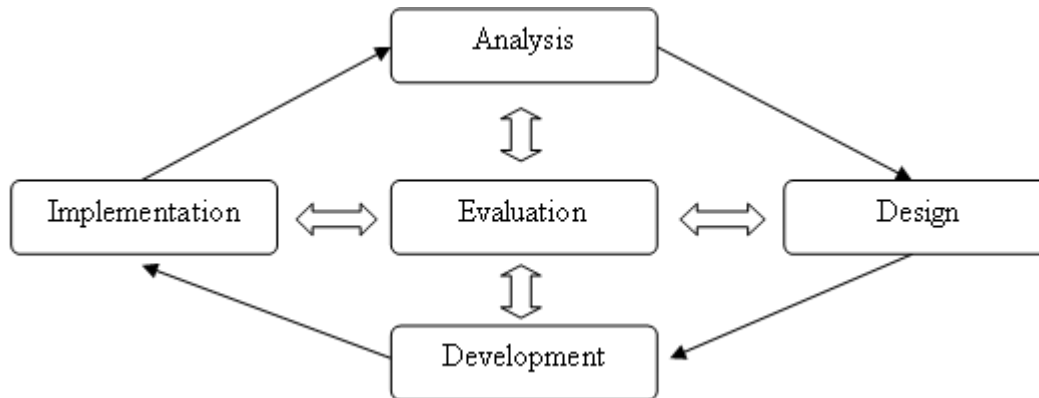 Analysis
Implementation
Evaluation
Design
Development